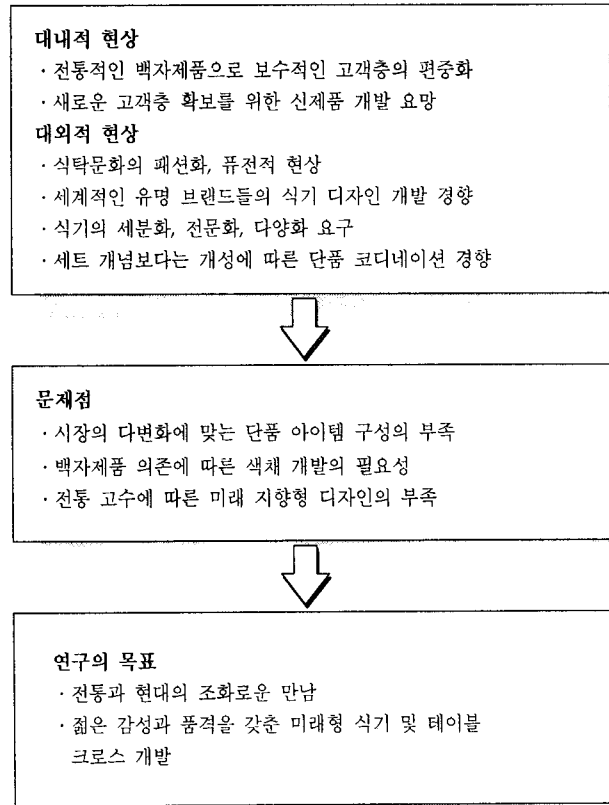 대내적 현상
· 전통적인 백자제품으로 보수적인 고객층의 편중화
· 새로운 고객층 확보를 위한 신제품 개발 요망
대외적 현상
· 식탁문화의 패션화, 퓨전적 현상
· 세계적인 유명 브랜드들의 식기 디자인 개발 경향
· 식기의 세분화, 전문화, 다양화 요구
· 세트 개념보다는 개성에 따른 단품 코디네이션 경향
문제점
· 시장의 다변화에 맞는 단품 아이템 구성의 부족
· 백자제품 의존에 따른 색채 개발의 필요성
· 전통 고수에 따른 미래 지향형 디자인의 부족
연구의 목표
· 전통과 현대의 조화로운 만남
· 젊은 감성과 품격을 갖춘 미래형 식기 및 테이블
크로스 개발